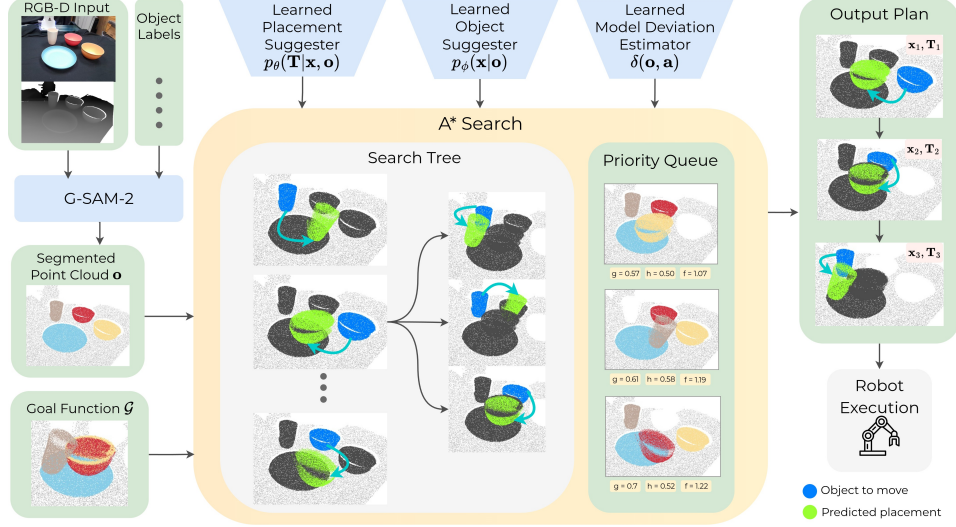 RGB-D Input
Object
Labels
G-SAM-2
Segmented
Point Cloud o
Goal Function 𝒢
Learned
Placement
Suggester
pθ(T|x, o)
Learned
Object
Suggester
pϕ(x|o)
Learned
Model Deviation
Estimator
δ(o, a)
A* Search
Search Tree
Priority Queue
g = 0.57 h = 0.50 f = 1.07
g = 0.61 h = 0.58 f = 1.19
g = 0.7 h = 0.52 f = 1.22
Output Plan
x₁, T₁
x₂, T₂
x₃, T₃
Robot
Execution
Object to move
Predicted placement